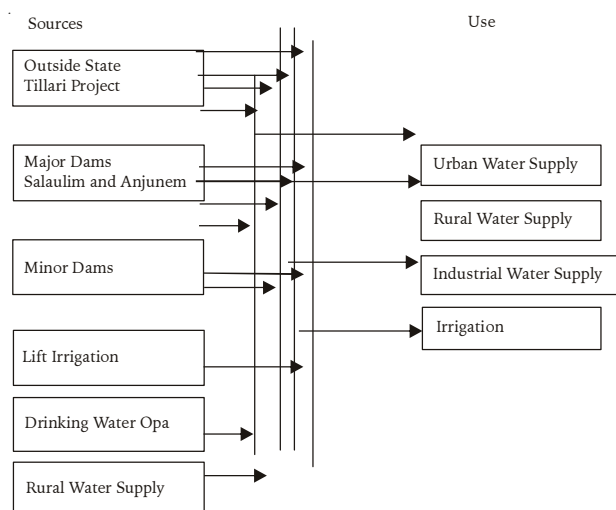 Sources
Use
Outside State
Tillari Project
Major Dams
Salaulim and Anjunem
Minor Dams
Lift Irrigation
Drinking Water Opa
Rural Water Supply
Urban Water Supply
Rural Water Supply
Industrial Water Supply
Irrigation